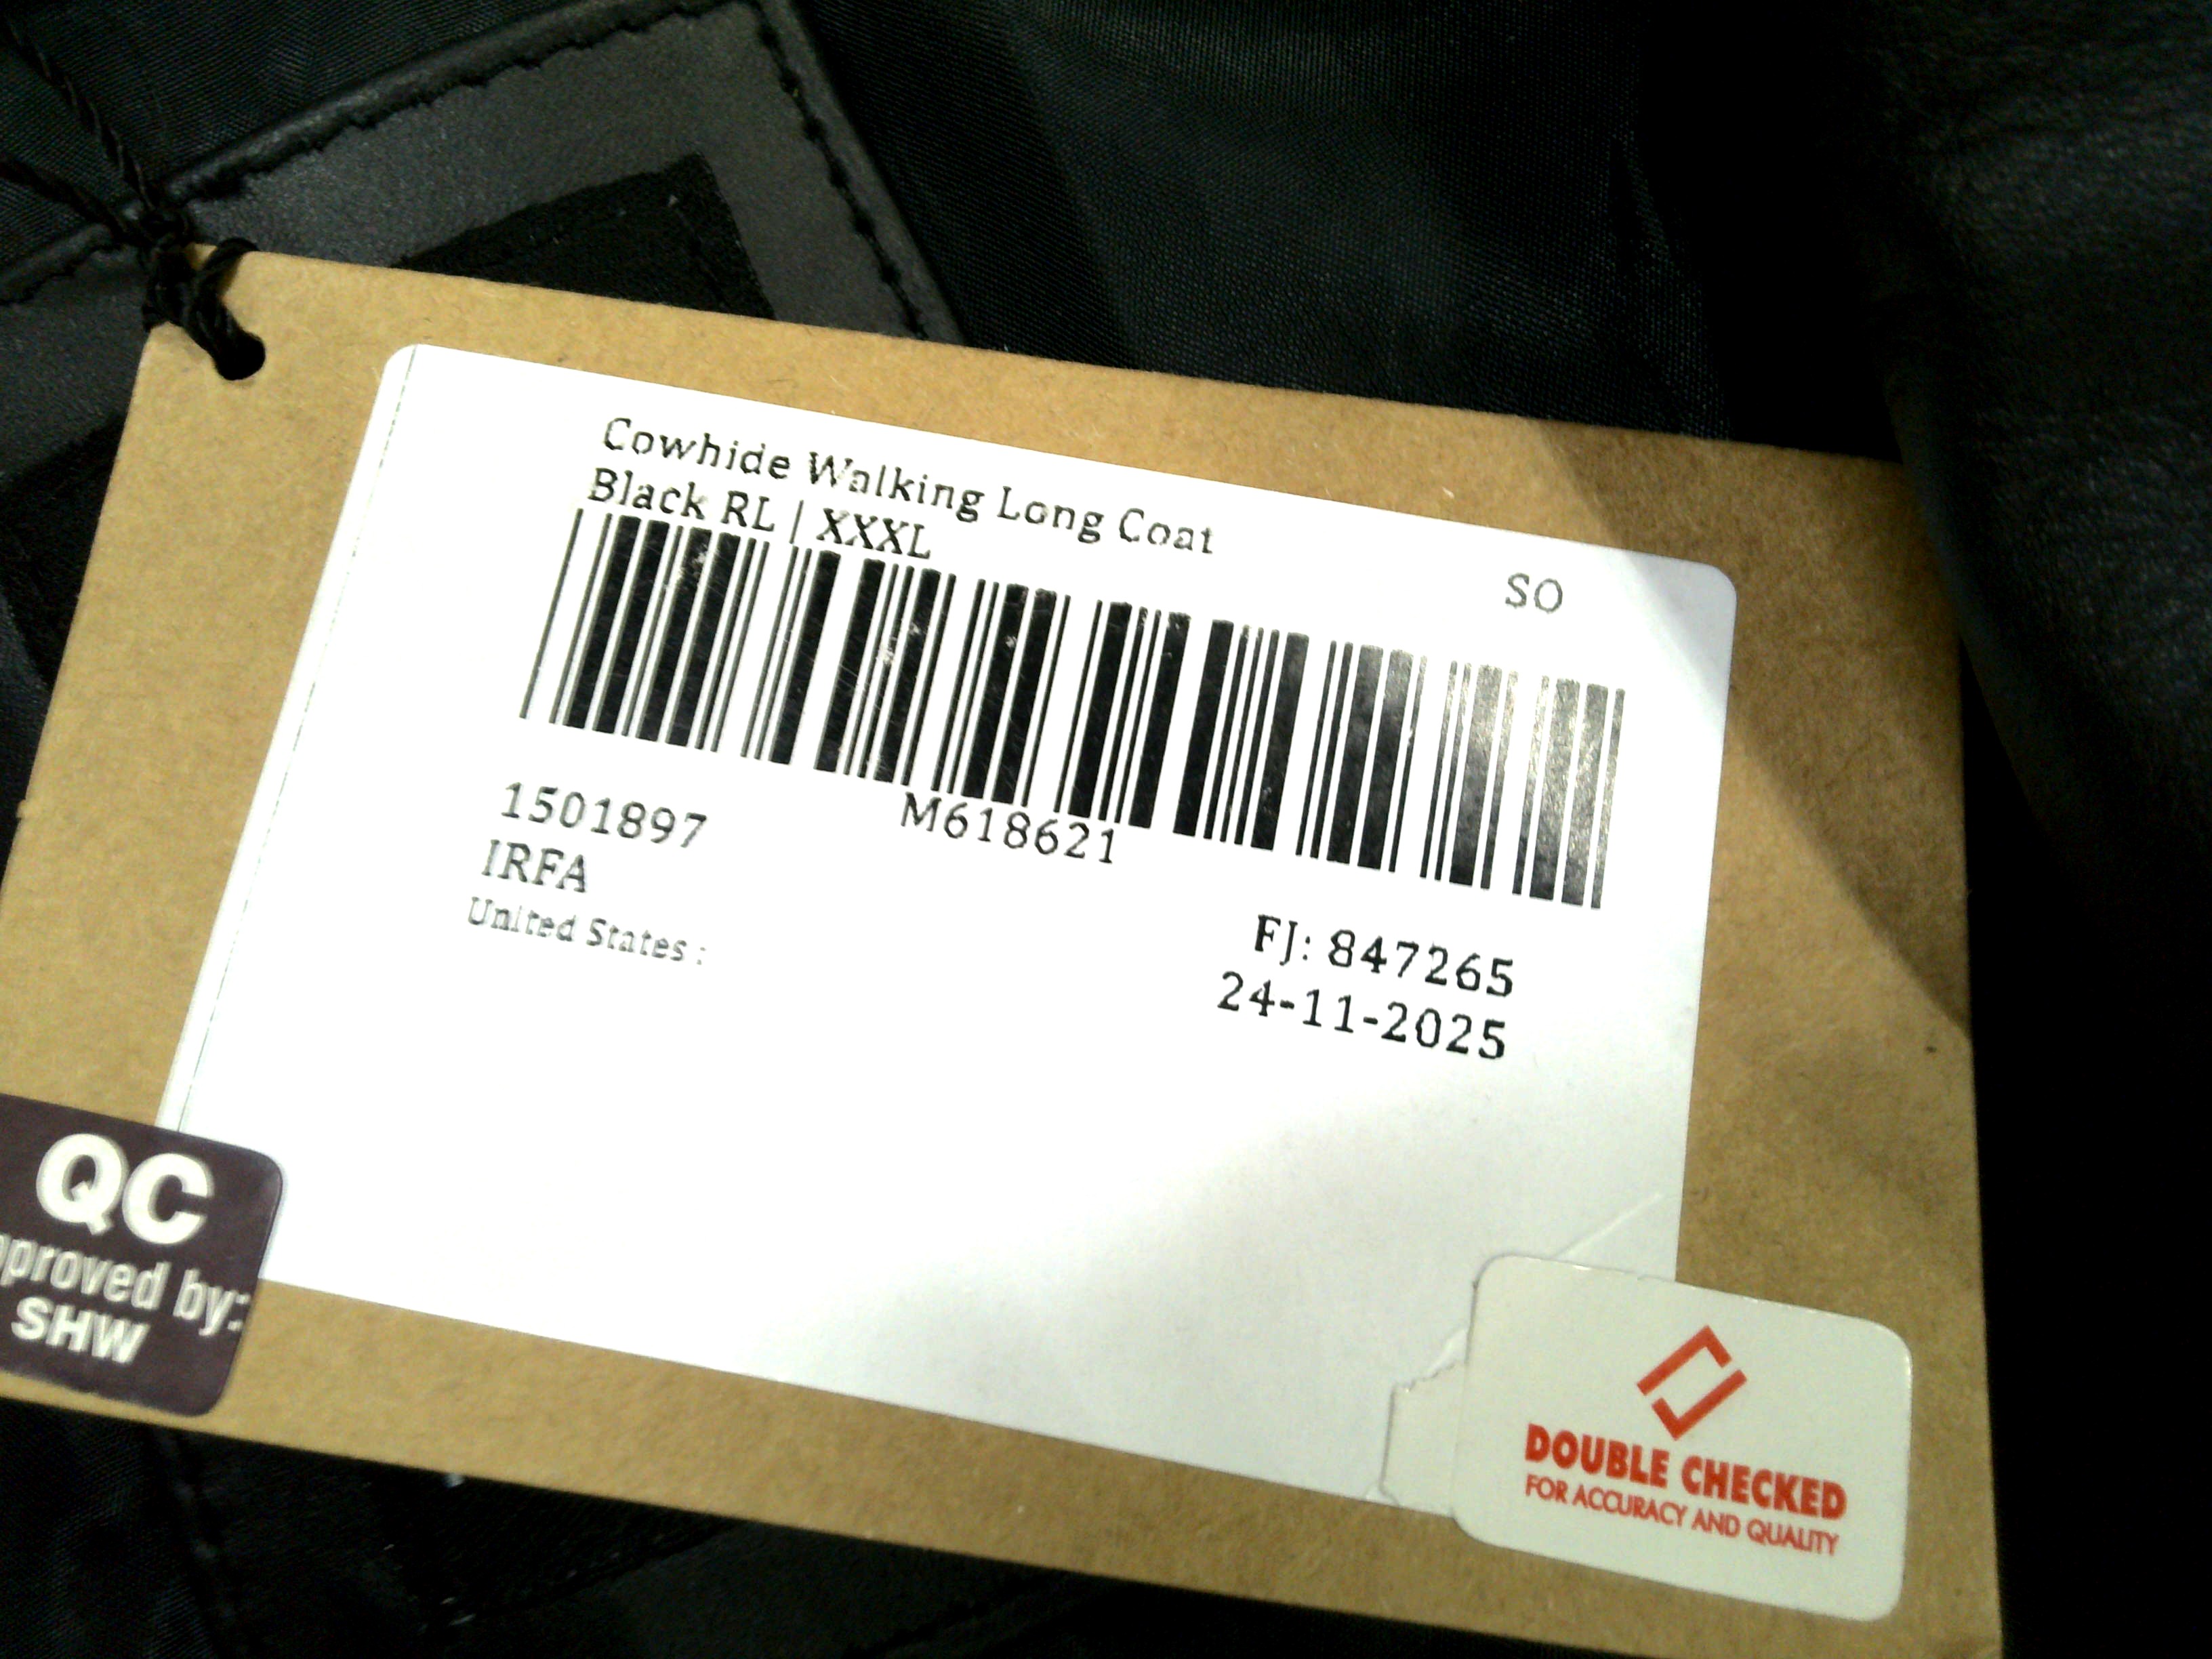 Cowhide Walking Long Coat
Black RL | XXXL
SO
1501897
M618621
IRFA
United States :
FJ: 847265
24-11-2025
QC
pproved by:
SHW
DOUBLE CHECKED
FOR ACCURACY AND QUALITY